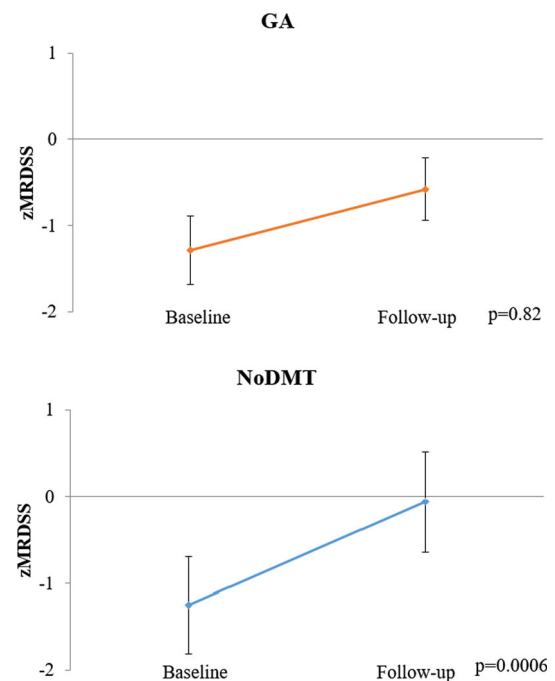 GA
1
0
-1
-2
zMRDSS
Baseline
Follow-up
p=0.82
NoDMT
1
0
-1
-2
zMRDSS
Baseline
Follow-up
p=0.0006